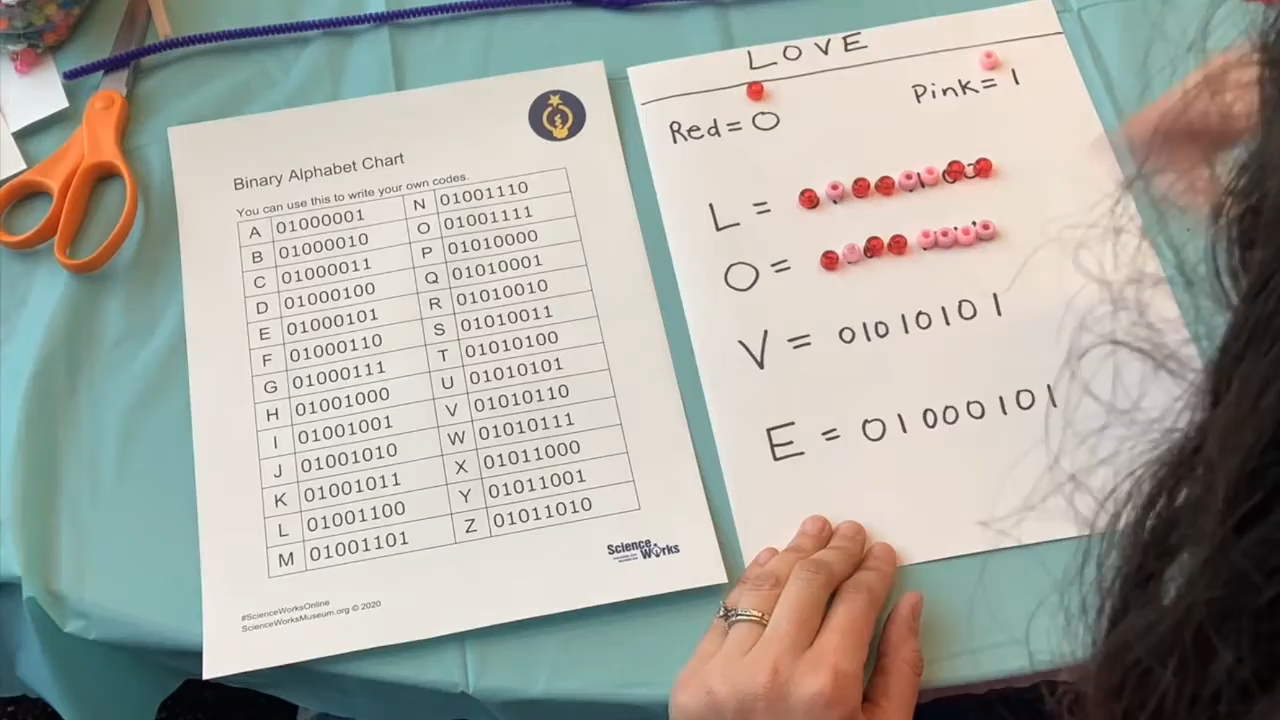 Binary Alphabet Chart
You can use this to write your own codes.
A 01000001 N 01001110
B 01000010 O 01001111
C 01000011 P 01010000
D 01000100 Q 01010001
E 01000101 R 01010010
F 01000110 S 01010011
G 01000111 T 01010100
H 01001000 U 01010101
I 01001001 V 01010110
J 01001010 W 01010111
K 01001011 X 01011000
L 01001100 Y 01011001
M 01001101 Z 01011010
#ScienceWorksOnline
ScienceWorksMuseum.org © 2020
Science Works
LOVE
Red = 0 Pink = 1
L =
O =
V = 01010101
E = 01000101